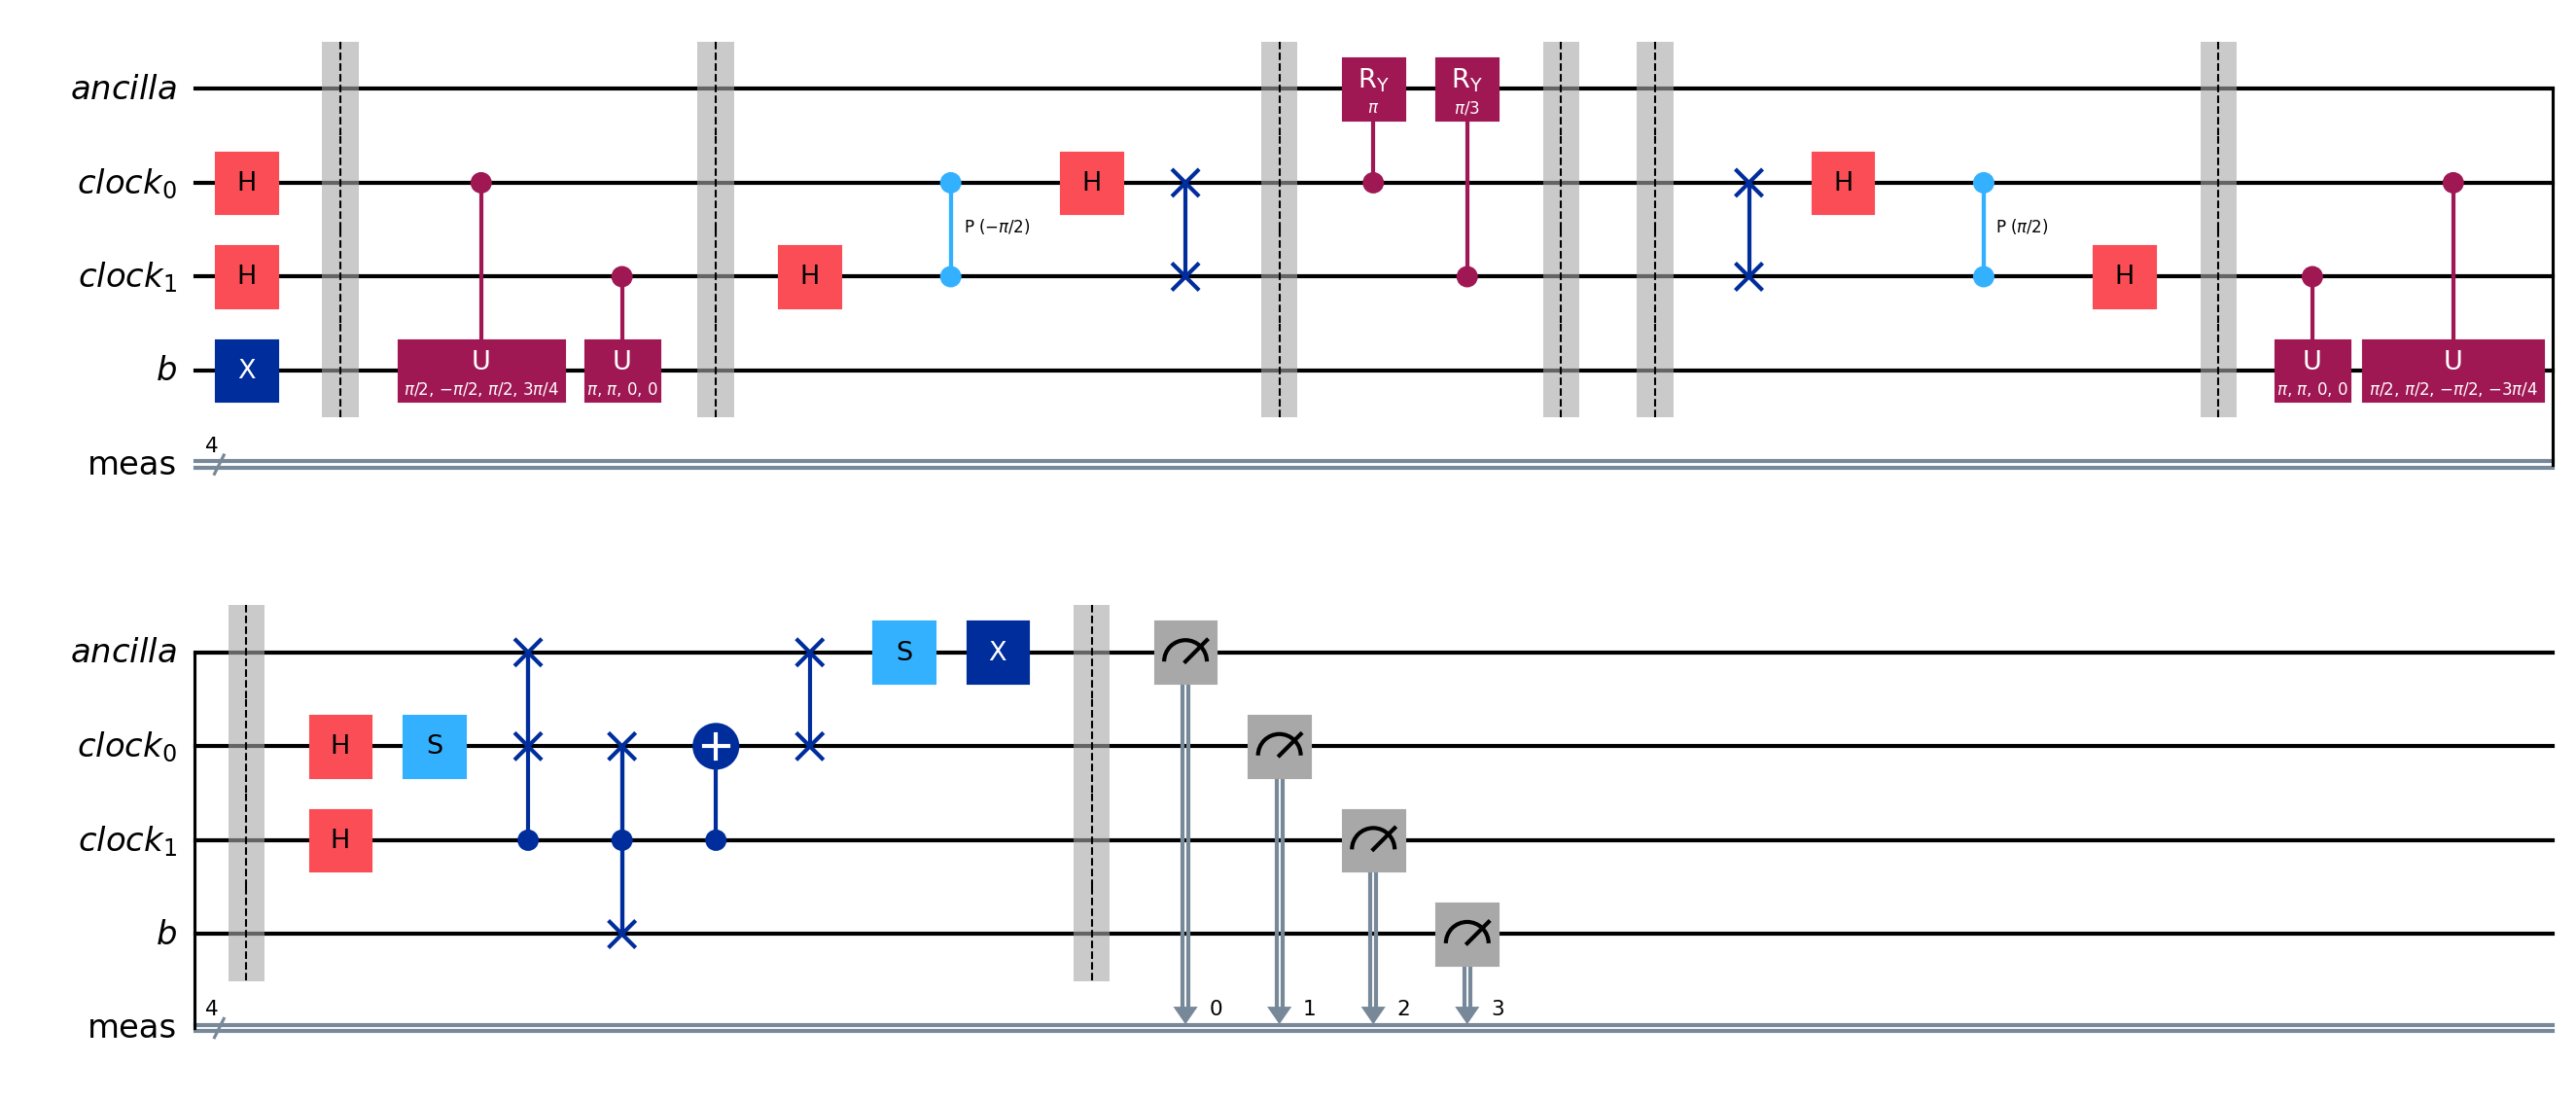 ancilla R_Y π R_Y π/3
clock_0 H H H
P (−π/2) P (π/2)
clock_1 H H H
b X U π/2, −π/2, π/2, 3π/4 U π, π, 0, 0 U π, π, 0, 0 U π/2, π/2, −π/2, −3π/4
meas 4
ancilla S X
clock_0 H S
clock_1 H
b
meas 4 0 1 2 3